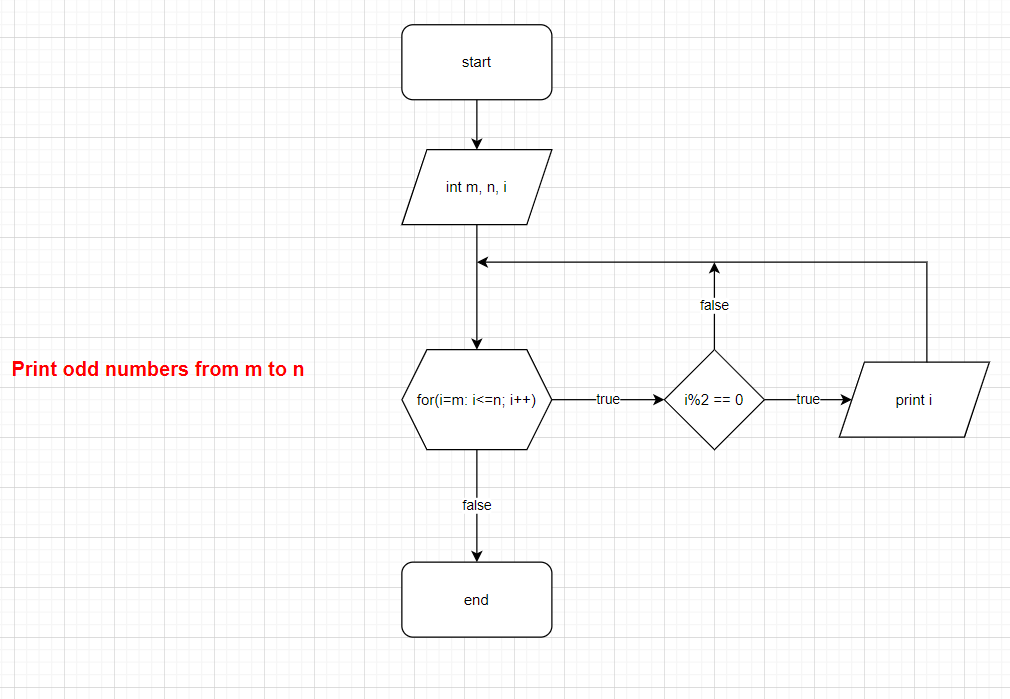 start
int m, n, i
false
Print odd numbers from m to n
for(i=m: i<=n; i++)
true
i%2 == 0
true
print i
false
end